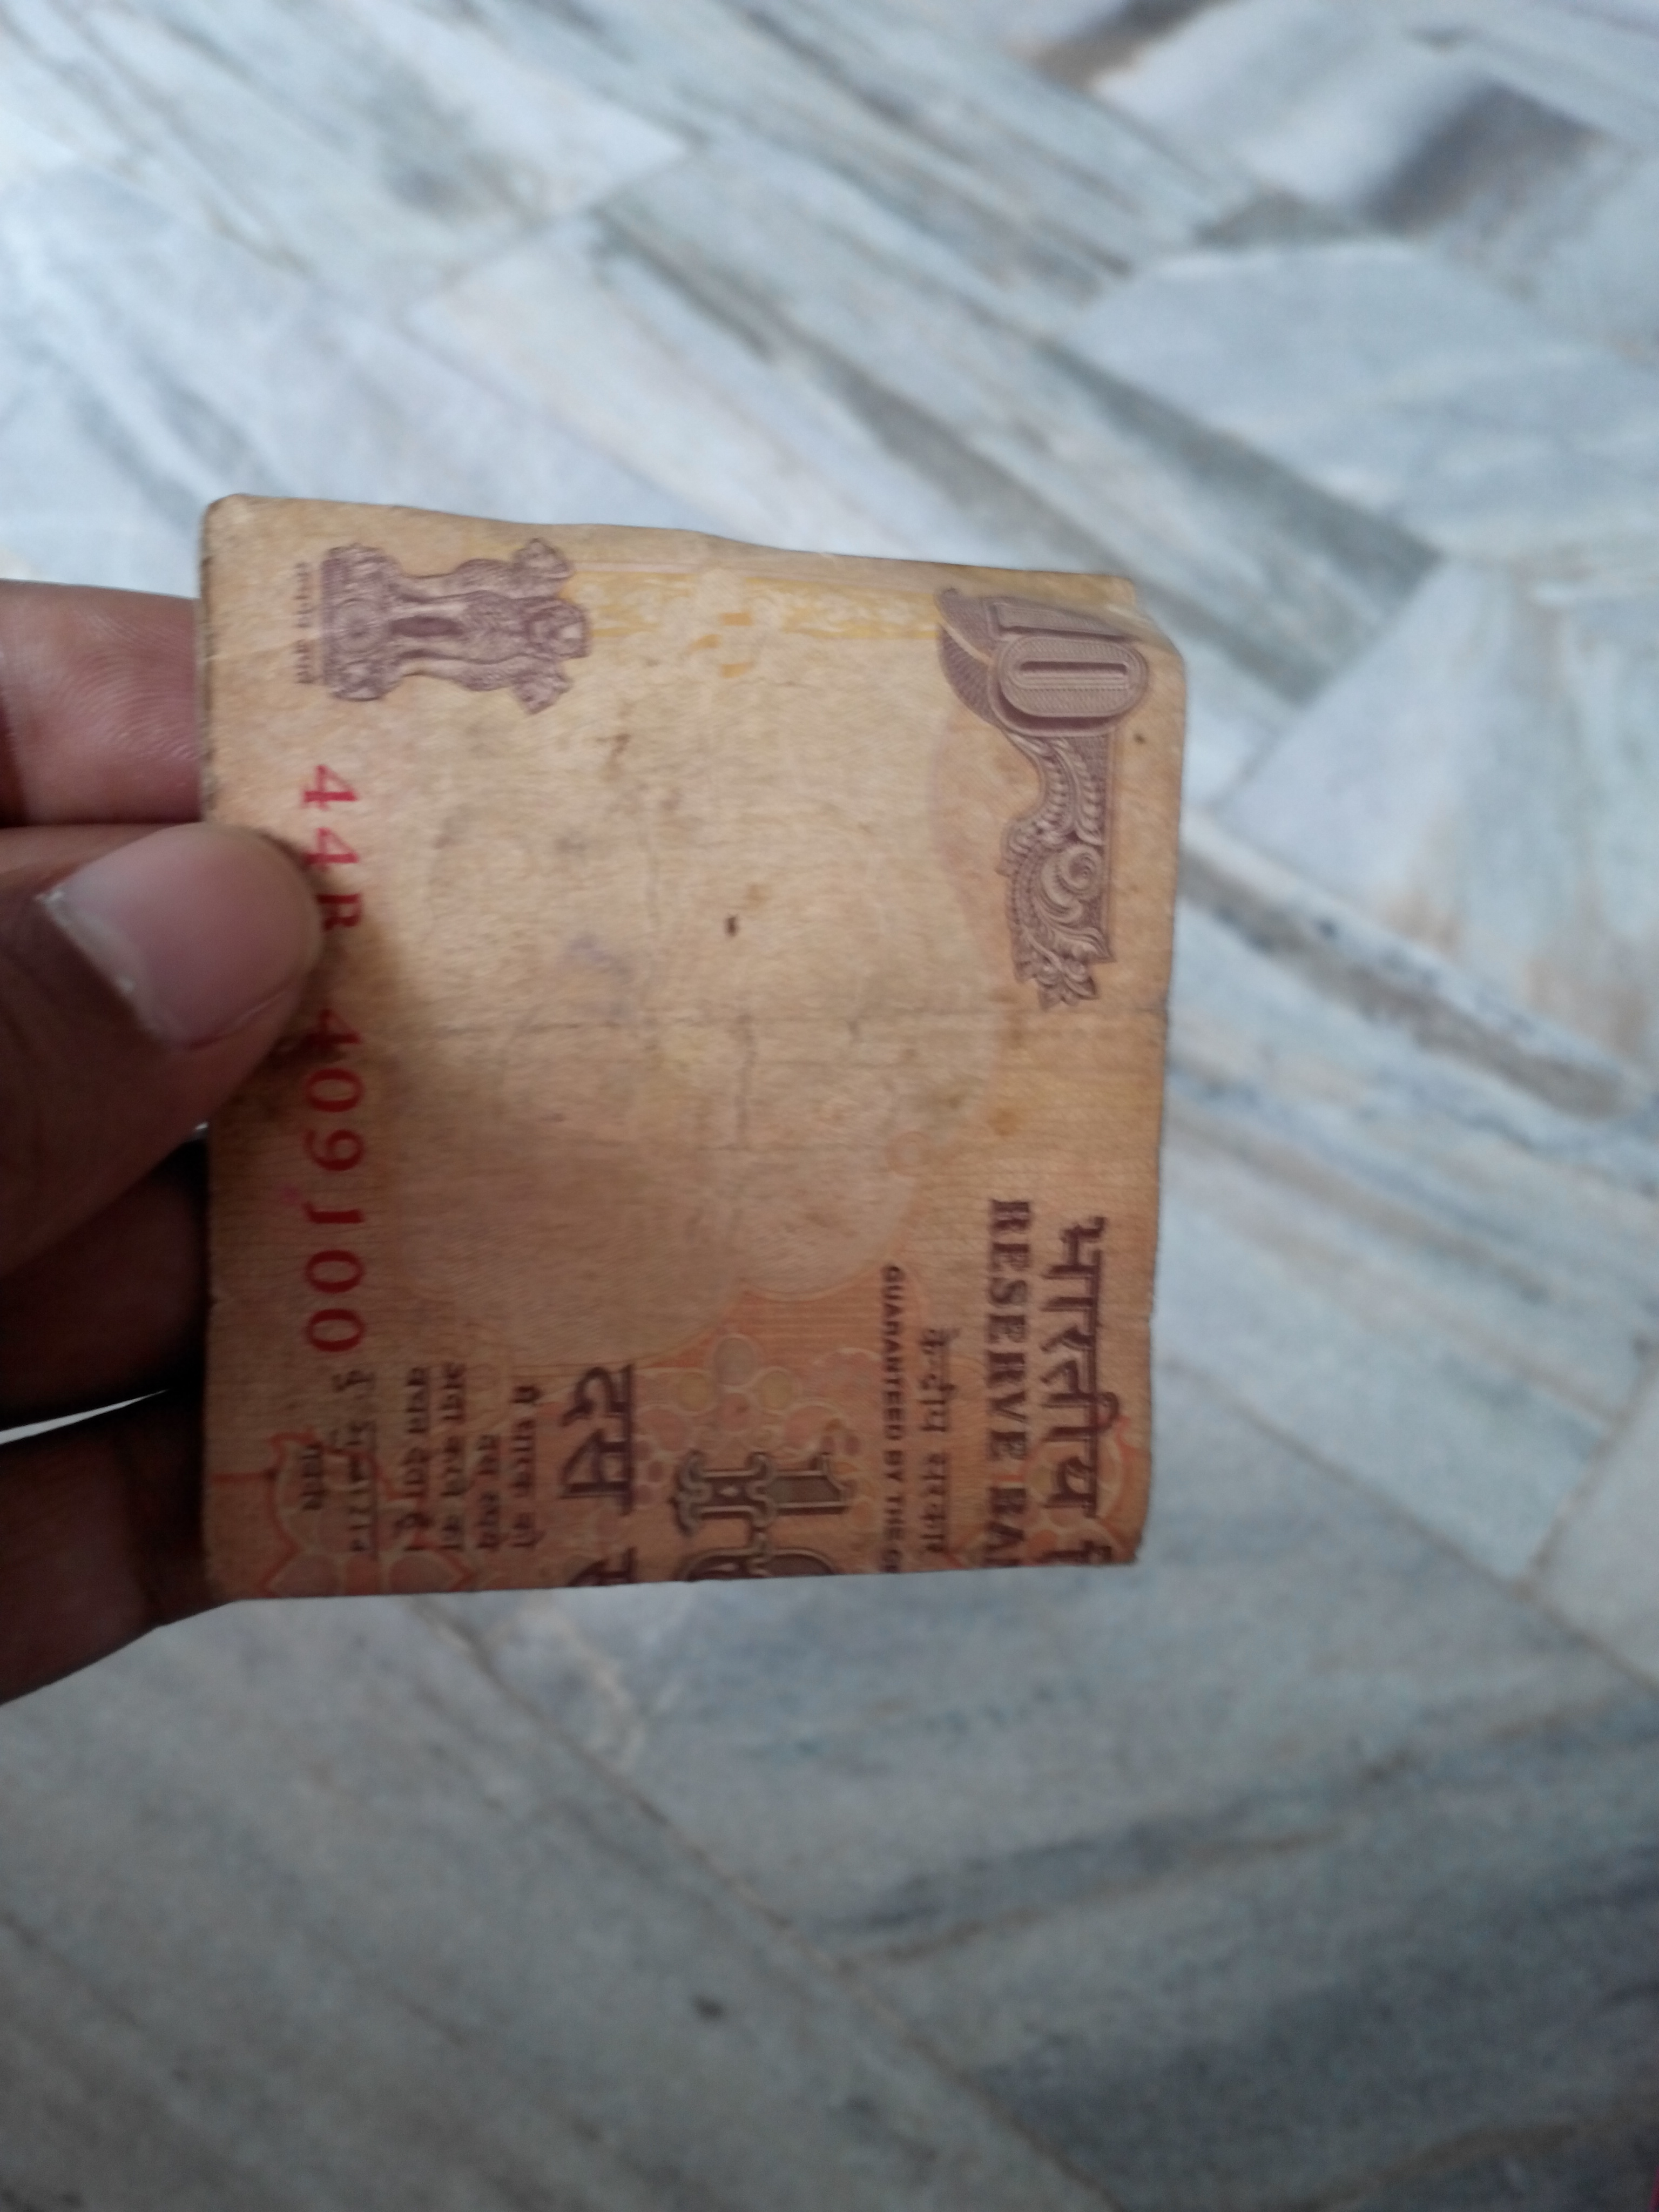 10
भारतीय
RESERVE BA
केन्द्रीय सरकार
GUARANTEED BY THE
10
दस
मैं धारक को
दस रुपये
अदा करने का
वचन देता हूँ।
44R 409100
सत्यमेव जयते